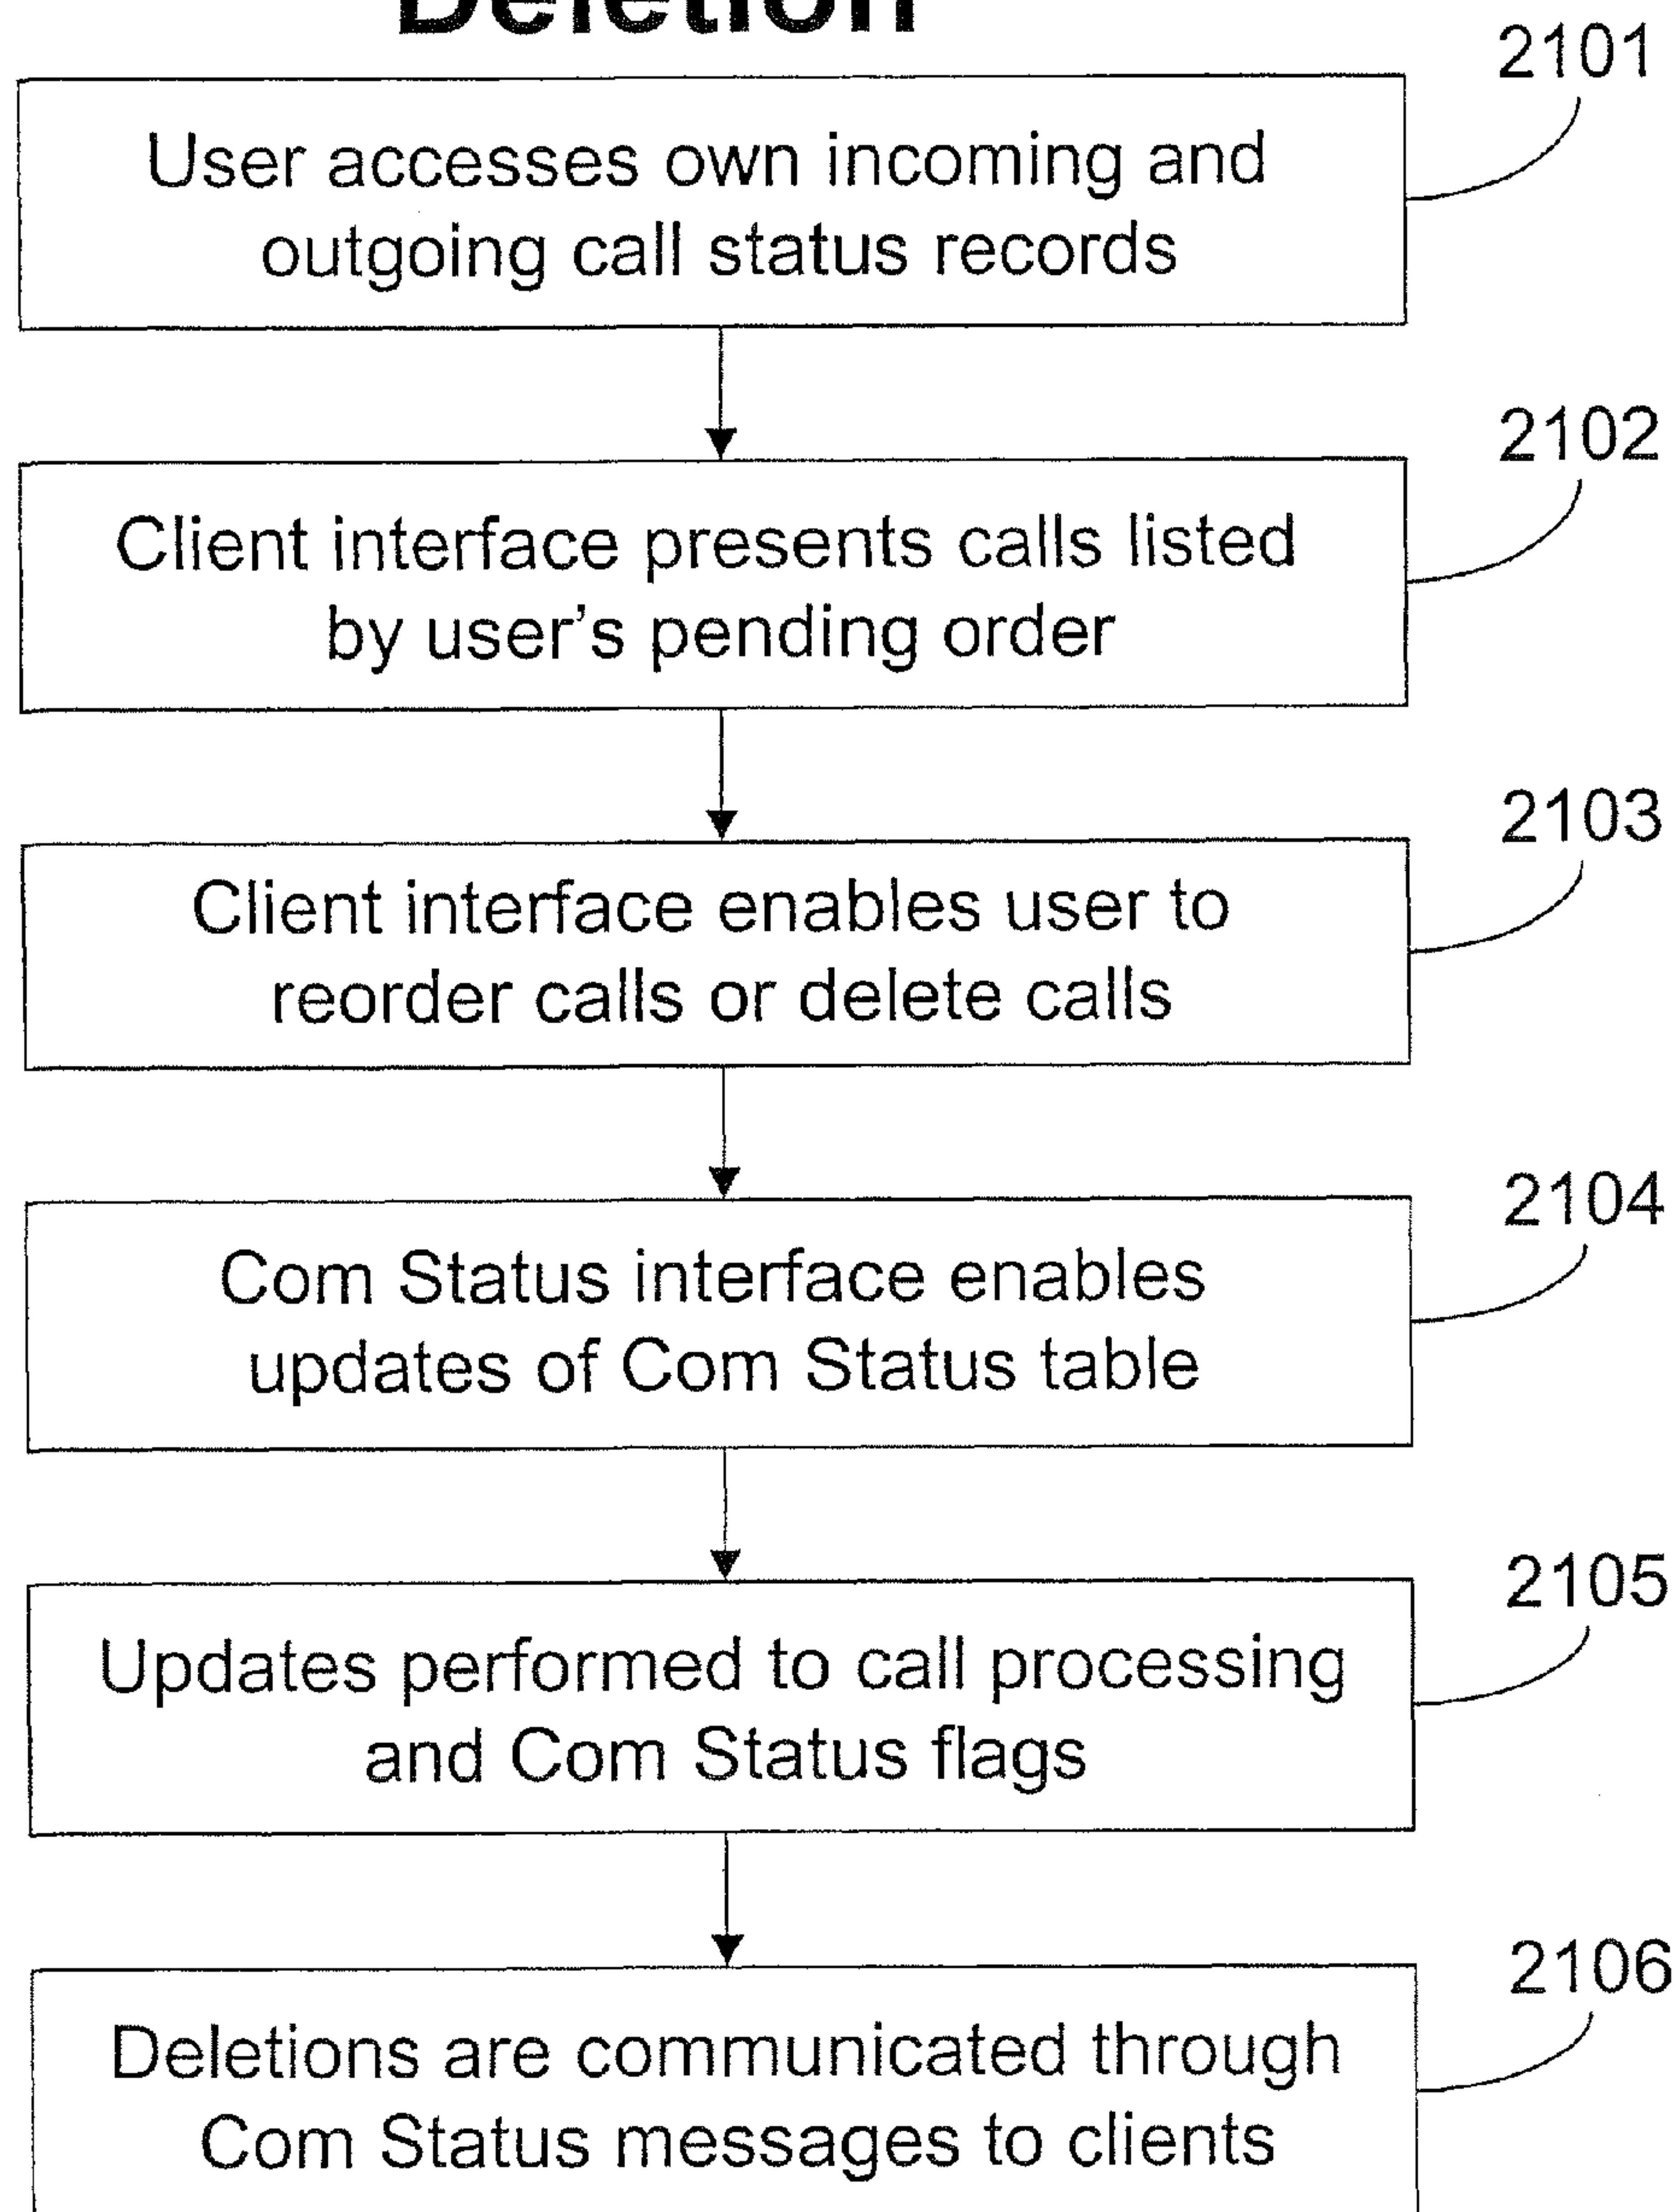 Deletion
2101
User accesses own incoming and
outgoing call status records
2102
Client interface presents calls listed
by user's pending order
2103
Client interface enables user to
reorder calls or delete calls
2104
Com Status interface enables
updates of Com Status table
2105
Updates performed to call processing
and Com Status flags
2106
Deletions are communicated through
Com Status messages to clients